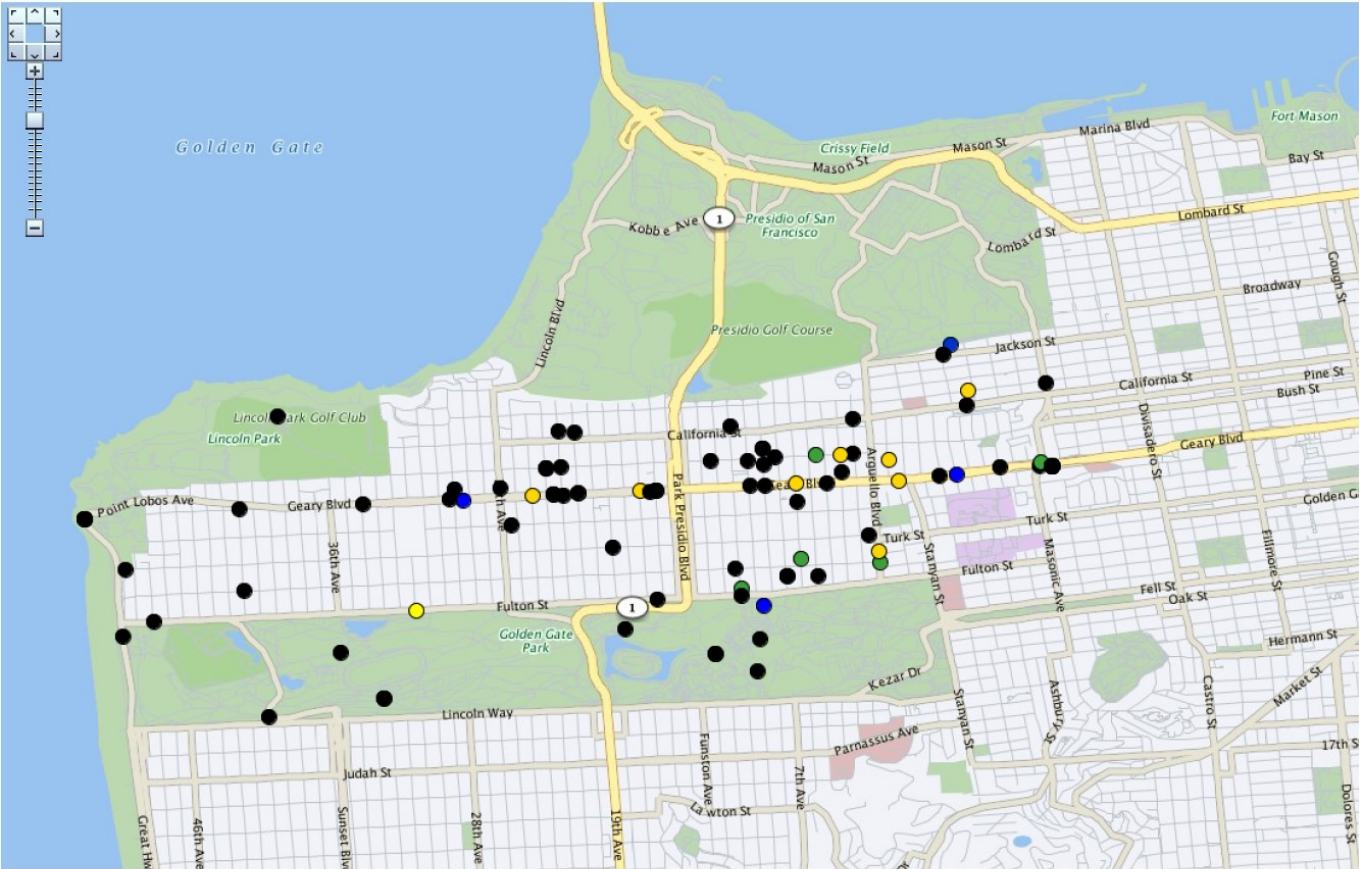 Golden Gate
Fort Mason
Marina Blvd
Crissy Field
Mason St
Mason St
Bay St
Lombard St
1
Kobbe Ave
Presidio of San
Francisco
Lombard St
Gough St
Broadway
Lincoln Blvd
Presidio Golf Course
Jackson St
Pine St
California St
Bush St
Lincoln Park Golf Club
Lincoln Park
California St
Divisadero St
Geary Blvd
Arguello Blvd
Point Lobos Ave
Geary Blvd
Geary Blvd
Park Presidio Blvd
Golden G
Turk St
Turk St
36th Ave
Stanyan St
Masonic Ave
Fillmore St
Fulton St
Fell St
Oak St
Fulton St
1
Golden Gate
Park
Hermann St
Kezar Dr
Market St
Lincoln Way
Stanyan St
Ashbury St
Castro St
Parnassus Ave
Funston Ave
17th S
Judah St
7th Ave
Lawton St
Great Hw
46th Ave
Sunset Blv
28th Ave
19th Ave
Dolores S
Dr